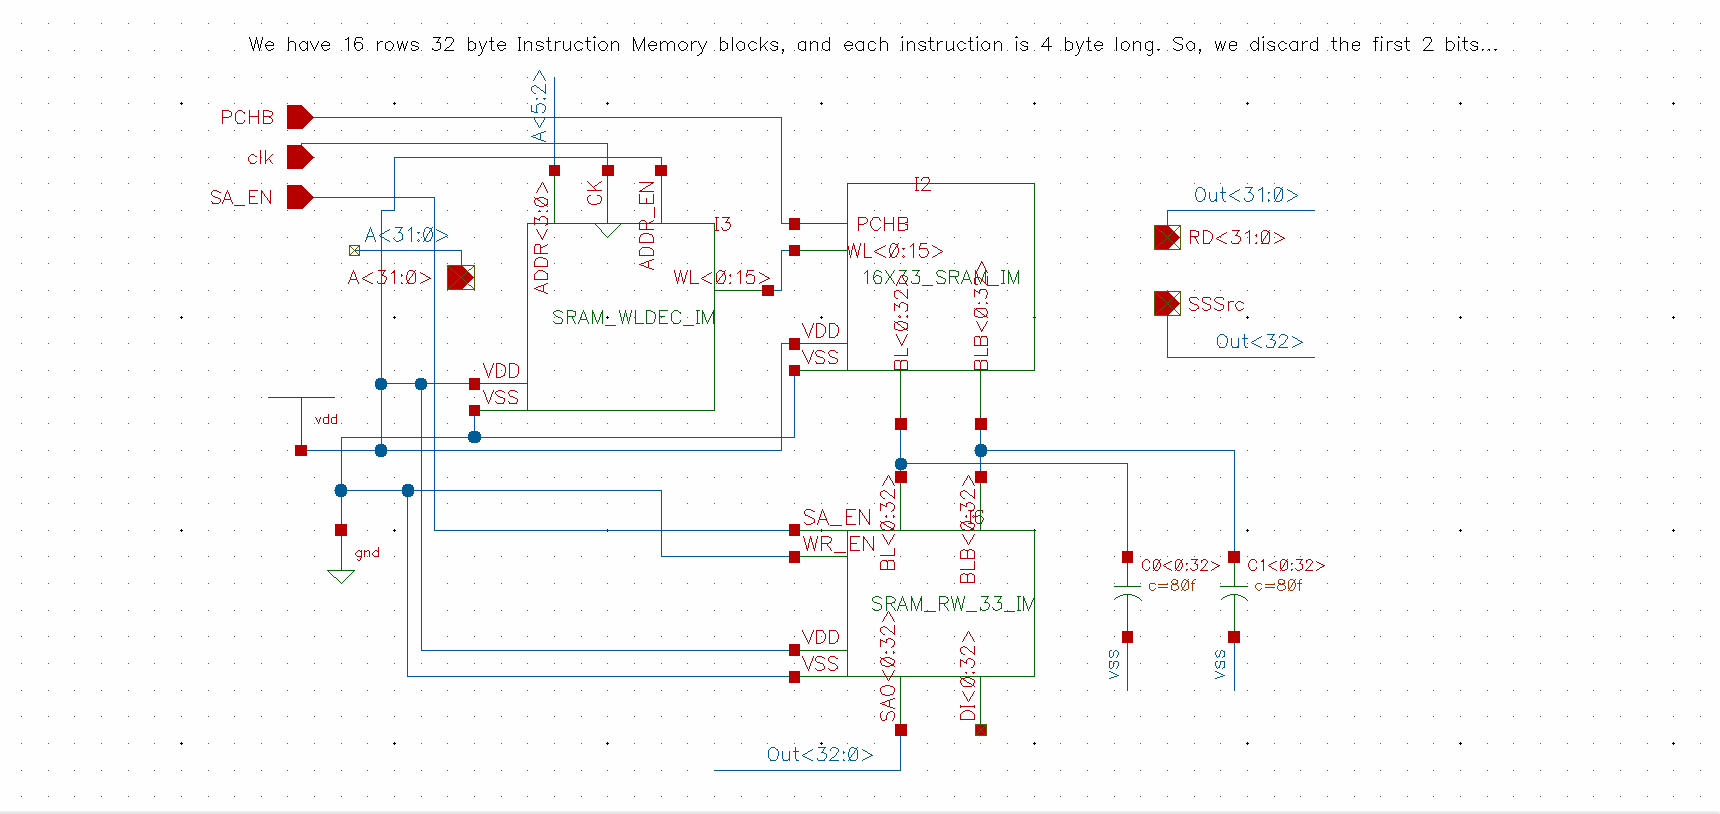 We have 16 rows 32 byte Instruction Memory blocks, and each instruction is 4 byte long. So, we discard the first 2 bits...
PCHB
clk
SA_EN
A<31:0>
A<31:0>
A<5:2>
ADDR<3:0>
CK
ADDR_EN
I3
WL<0:15>
SRAM_WLDEC_IM
VDD
VSS
vdd
gnd
I2
PCHB
WL<0:15>
16X33_SRAM_IM
VDD
VSS
BL<0:32>
BLB<0:32>
Out<31:0>
RD<31:0>
SSSrc
Out<32>
SA_EN
WR_EN
BL<0:32>
BLB<0:32>
I6
SRAM_RW_33_IM
VDD
VSS
SAO<0:32>
DI<0:32>
Out<32:0>
C0<0:32>
c=80f
vss
C1<0:32>
c=80f
vss